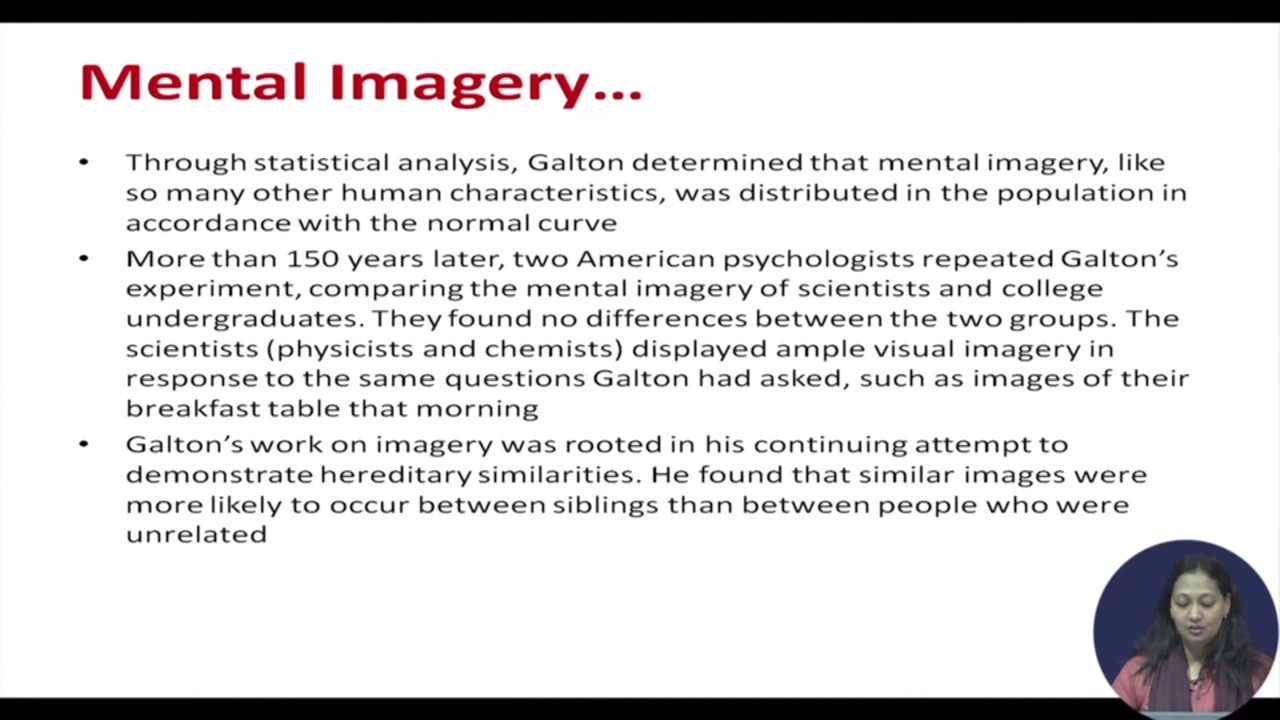 Mental Imagery...
• Through statistical analysis, Galton determined that mental imagery, like
so many other human characteristics, was distributed in the population in
accordance with the normal curve
• More than 150 years later, two American psychologists repeated Galton's
experiment, comparing the mental imagery of scientists and college
undergraduates. They found no differences between the two groups. The
scientists (physicists and chemists) displayed ample visual imagery in
response to the same questions Galton had asked, such as images of their
breakfast table that morning
• Galton's work on imagery was rooted in his continuing attempt to
demonstrate hereditary similarities. He found that similar images were
more likely to occur between siblings than between people who were
unrelated